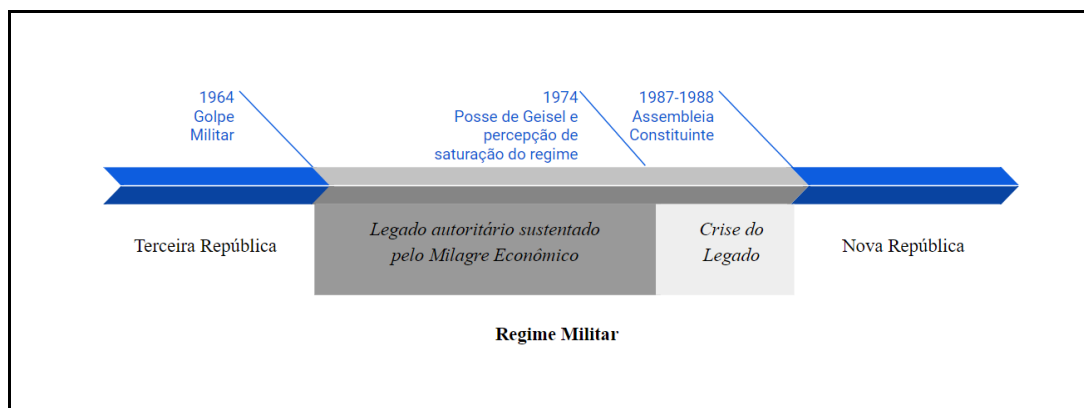 1964
Golpe
Militar
1974
Posse de Geisel e
percepção de
saturação do regime
1987-1988
Assembleia
Constituinte
Terceira República
Legado autoritário sustentado
pelo Milagre Econômico
Crise do
Legado
Nova República
Regime Militar